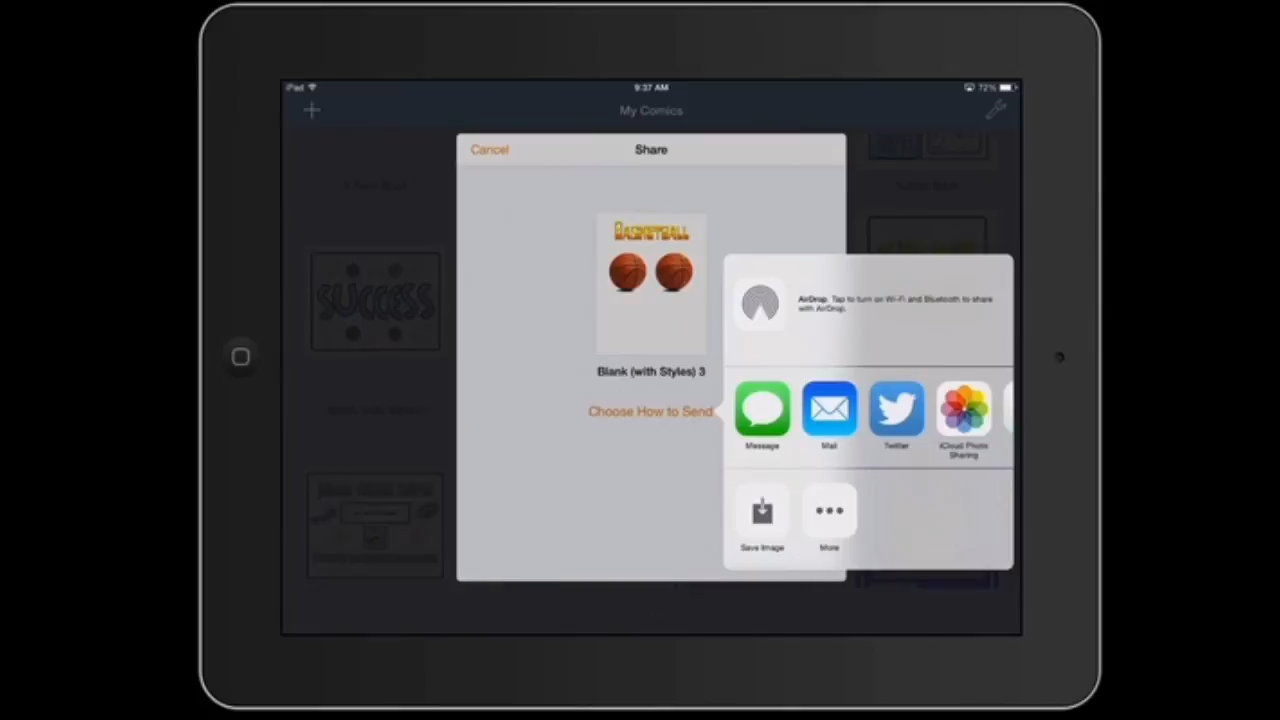 iPad
9:37 AM
72%
My Comics
Cancel
Share
BASKETBALL
SUCCESS
AirDrop. Tap to turn on Wi-Fi and Bluetooth to share
with AirDrop.
Blank (with Styles) 3
Choose How to Send
Message
Mail
Twitter
iCloud Photo
Sharing
Save Image
More